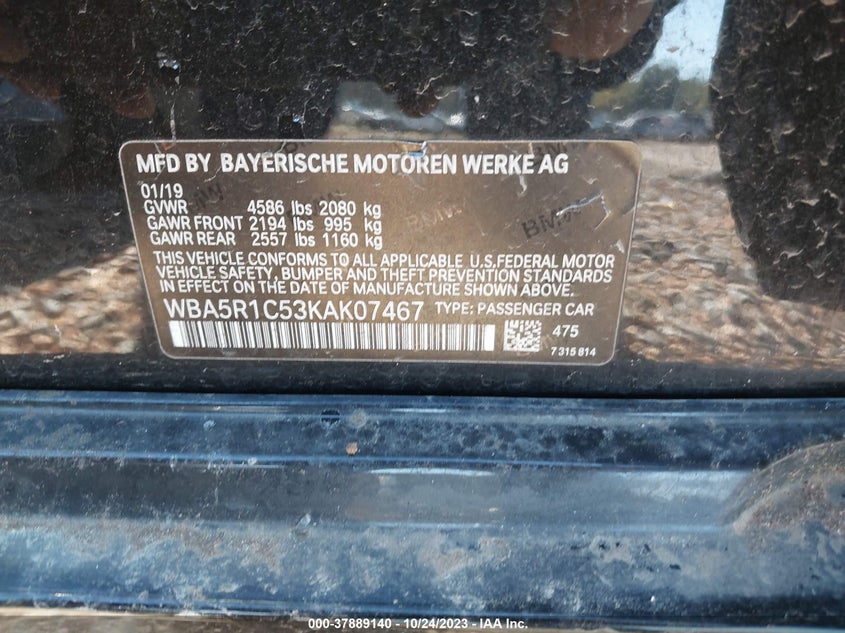 MFD BY BAYERISCHE MOTOREN WERKE AG
01/19
GVWR 4586 lbs 2080 kg
GAWR FRONT 2194 lbs 995 kg
GAWR REAR 2557 lbs 1160 kg
THIS VEHICLE CONFORMS TO ALL APPLICABLE U.S.FEDERAL MOTOR
VEHICLE SAFETY, BUMPER AND THEFT PREVENTION STANDARDS
IN EFFECT ON THE DATE OF MANUFACTURE SHOWN ABOVE
WBA5R1C53KAK07467 TYPE: PASSENGER CAR
475
7315814
000-37889140 - 10/24/2023 - IAA Inc.